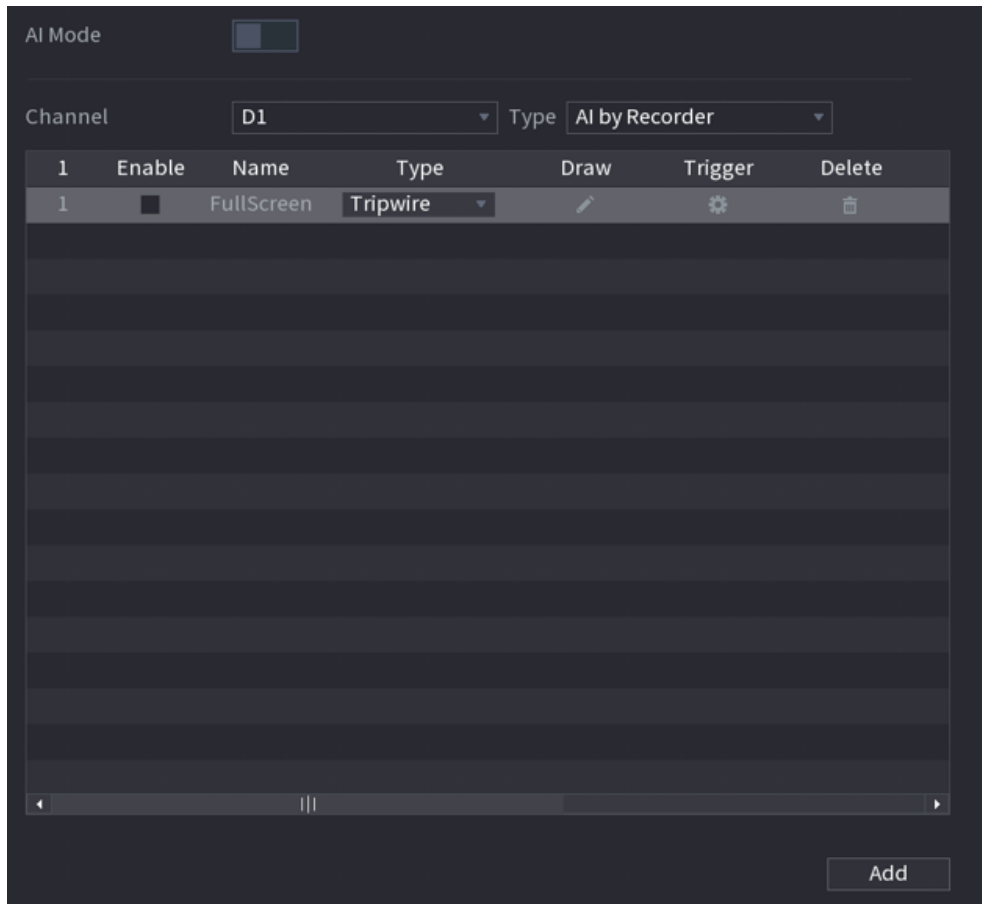 AI Mode
Channel D1 Type AI by Recorder
1 Enable Name Type Draw Trigger Delete
1 FullScreen Tripwire
Add